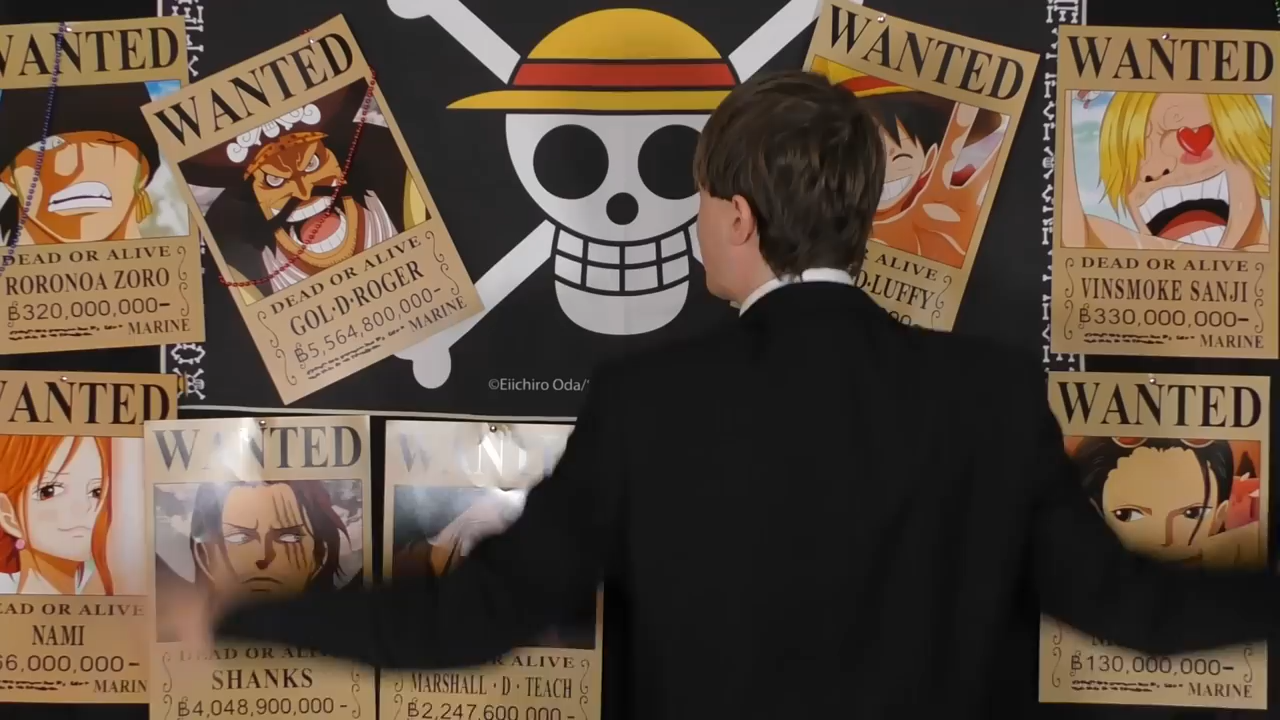 WANTED
DEAD OR ALIVE
RORONOA ZORO
฿320,000,000-
MARINE
WANTED
DEAD OR ALIVE
GOL·D·ROGER
฿5,564,800,000-
MARINE
©Eiichiro Oda/
WANTED
ALIVE
D·LUFFY
WANTED
DEAD OR ALIVE
VINSMOKE SANJI
฿330,000,000-
MARINE
WANTED
DEAD OR ALIVE
NAMI
66,000,000-
MARIN
WANTED
DEAD OR ALI
SHANKS
฿4,048,900,000-
WANT
ALIVE
MARSHALL·D·TEACH
฿2,247,600,000-
WANTED
฿130,000,000-
MARINE